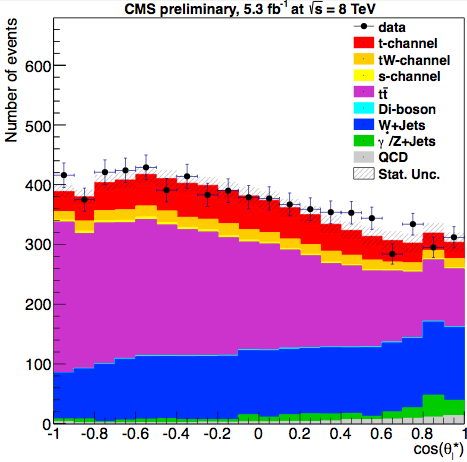 CMS preliminary, 5.3 fb⁻¹ at √s = 8 TeV
Number of events
data
t-channel
tW-channel
s-channel
tt̄
Di-boson
W+Jets
γ*/Z+Jets
QCD
Stat. Unc.
600
500
400
300
200
100
0
-1 -0.8 -0.6 -0.4 -0.2 0 0.2 0.4 0.6 0.8 1
cos(θₗ*)